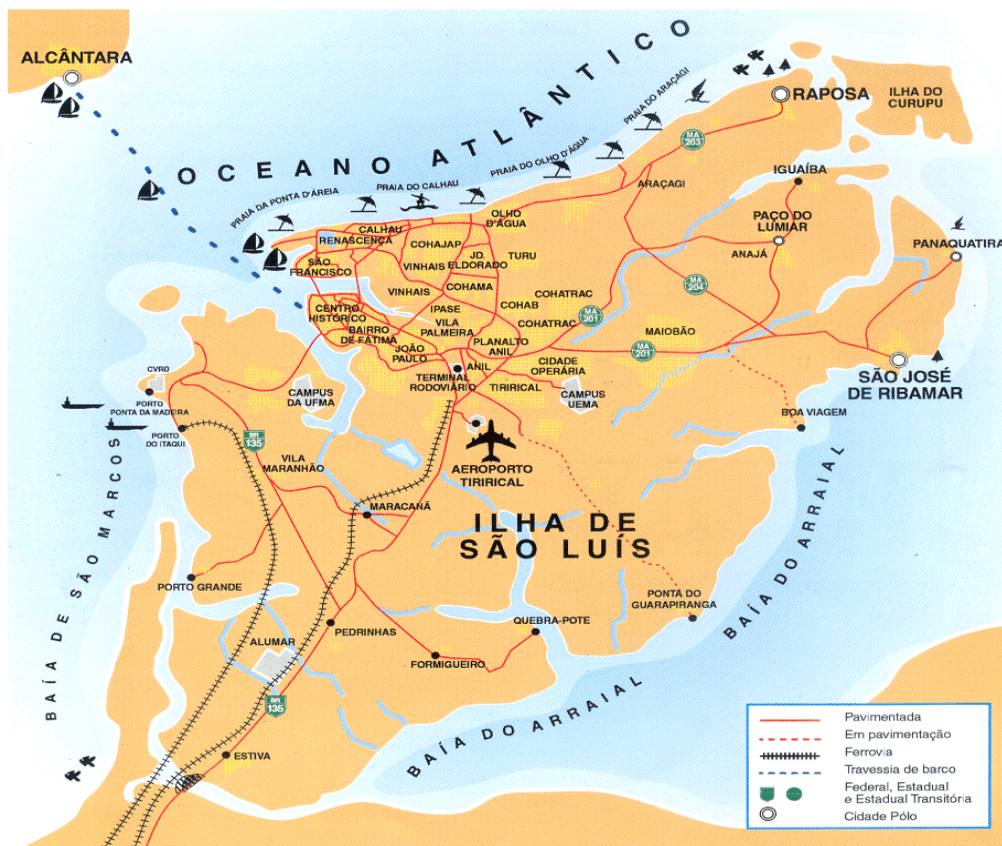 ALCÂNTARA
OCEANO ATLÂNTICO
RAPOSA
ILHA DO
CURUPU
PRAIA DO ARAÇAGI
MA
203
PRAIA DO OLHO D'ÁGUA
PRAIA DO CALHAU
PRAIA DA PONTA D'ÁREIA
ARAÇAGI
IGUAÍBA
PAÇO DO
LUMIAR
PANAQUATIRA
ANAJÁ
OLHO
D'ÁGUA
CALHAU
RENASCENÇA
COHAJAP
JD.
ELDORADO
TURU
SÃO
FRANCISCO
VINHAIS
COHAMA
VINHAIS
COHATRAC
MA
204
CENTRO
HISTÓRICO
IPASE
COHAB
MA
201
BAIRRO
DE FÁTIMA
VILA
PALMEIRA
COHATRAC
MAIOBÃO
PLANALTO
ANIL
MA
201
JOÃO
PAULO
ANIL
CIDADE
OPERÁRIA
TERMINAL
RODOVIÁRIO
TIRIRICAL
SÃO JOSÉ
DE RIBAMAR
CVRD
PORTO
PONTA DA MADEIRA
CAMPUS
DA UFMA
CAMPUS
UEMA
BOA VIAGEM
PORTO
DO ITAQUI
BR
135
VILA
MARANHÃO
AEROPORTO
TIRIRICAL
MARACANÃ
ILHA DE
SÃO LUÍS
BAÍA DE SÃO MARCOS
BAÍA DO ARRAIAL
PORTO GRANDE
PONTA DO
GUARAPIRANGA
QUEBRA-POTE
PEDRINHAS
ALUMAR
FORMIGUEIRO
BR
135
BAÍA DO ARRAIAL
ESTIVA
Pavimentada
Em pavimentação
Ferrovia
Travessia de barco
Federal, Estadual
e Estadual Transitória
Cidade Pólo